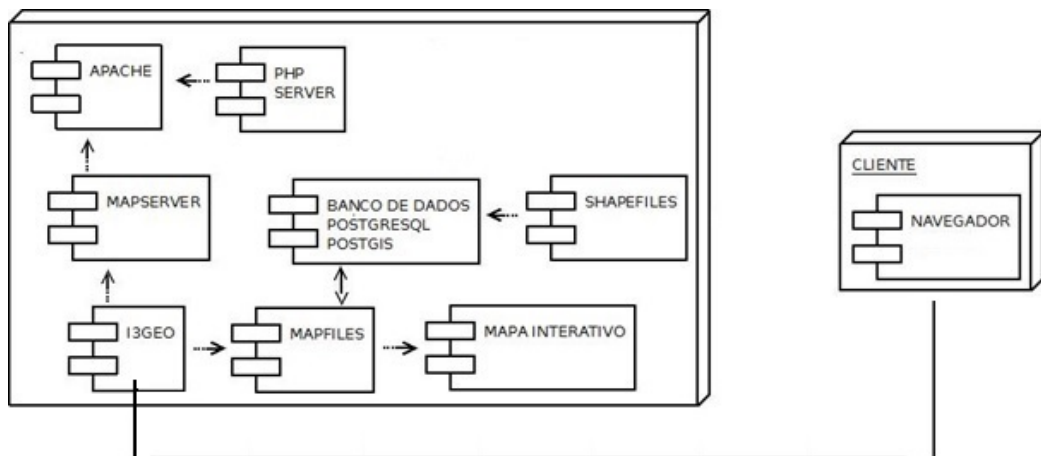 APACHE
PHP
SERVER
MAPSERVER
BANCO DE DADOS
POSTGRESQL
POSTGIS
SHAPEFILES
I3GEO
MAPFILES
MAPA INTERATIVO
CLIENTE
NAVEGADOR